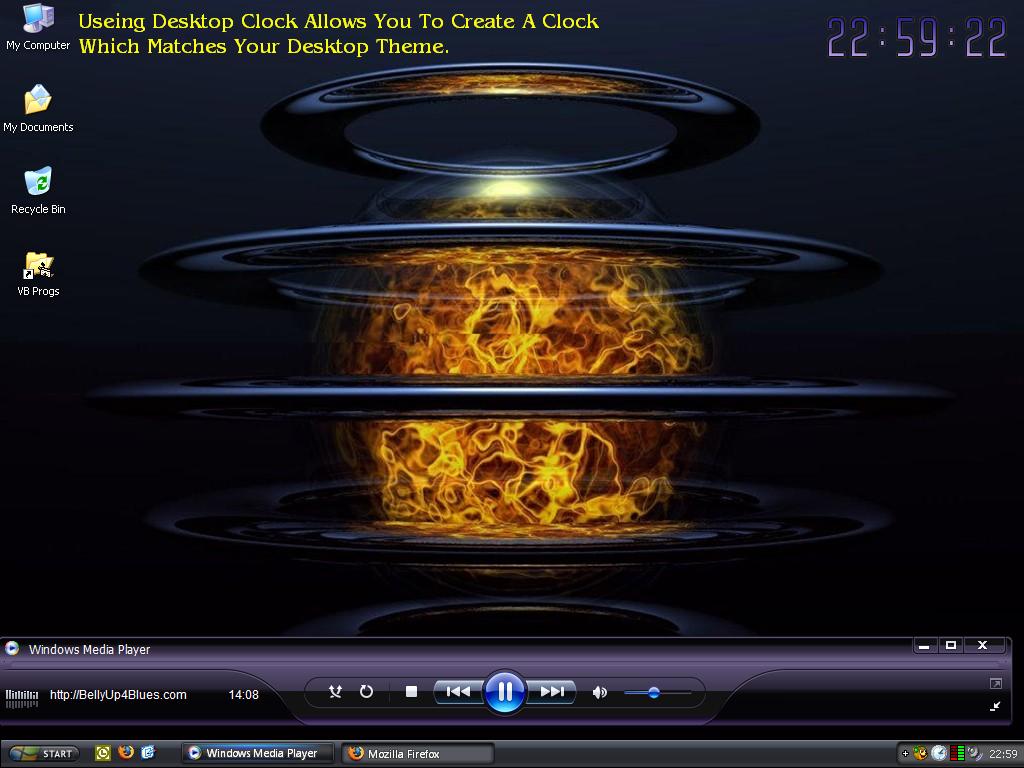 Useing Desktop Clock Allows You To Create A Clock
Which Matches Your Desktop Theme.
22:59:22
My Computer
My Documents
Recycle Bin
VB Progs
Windows Media Player
http://BellyUp4Blues.com 14:08
START Windows Media Player Mozilla Firefox 22:59